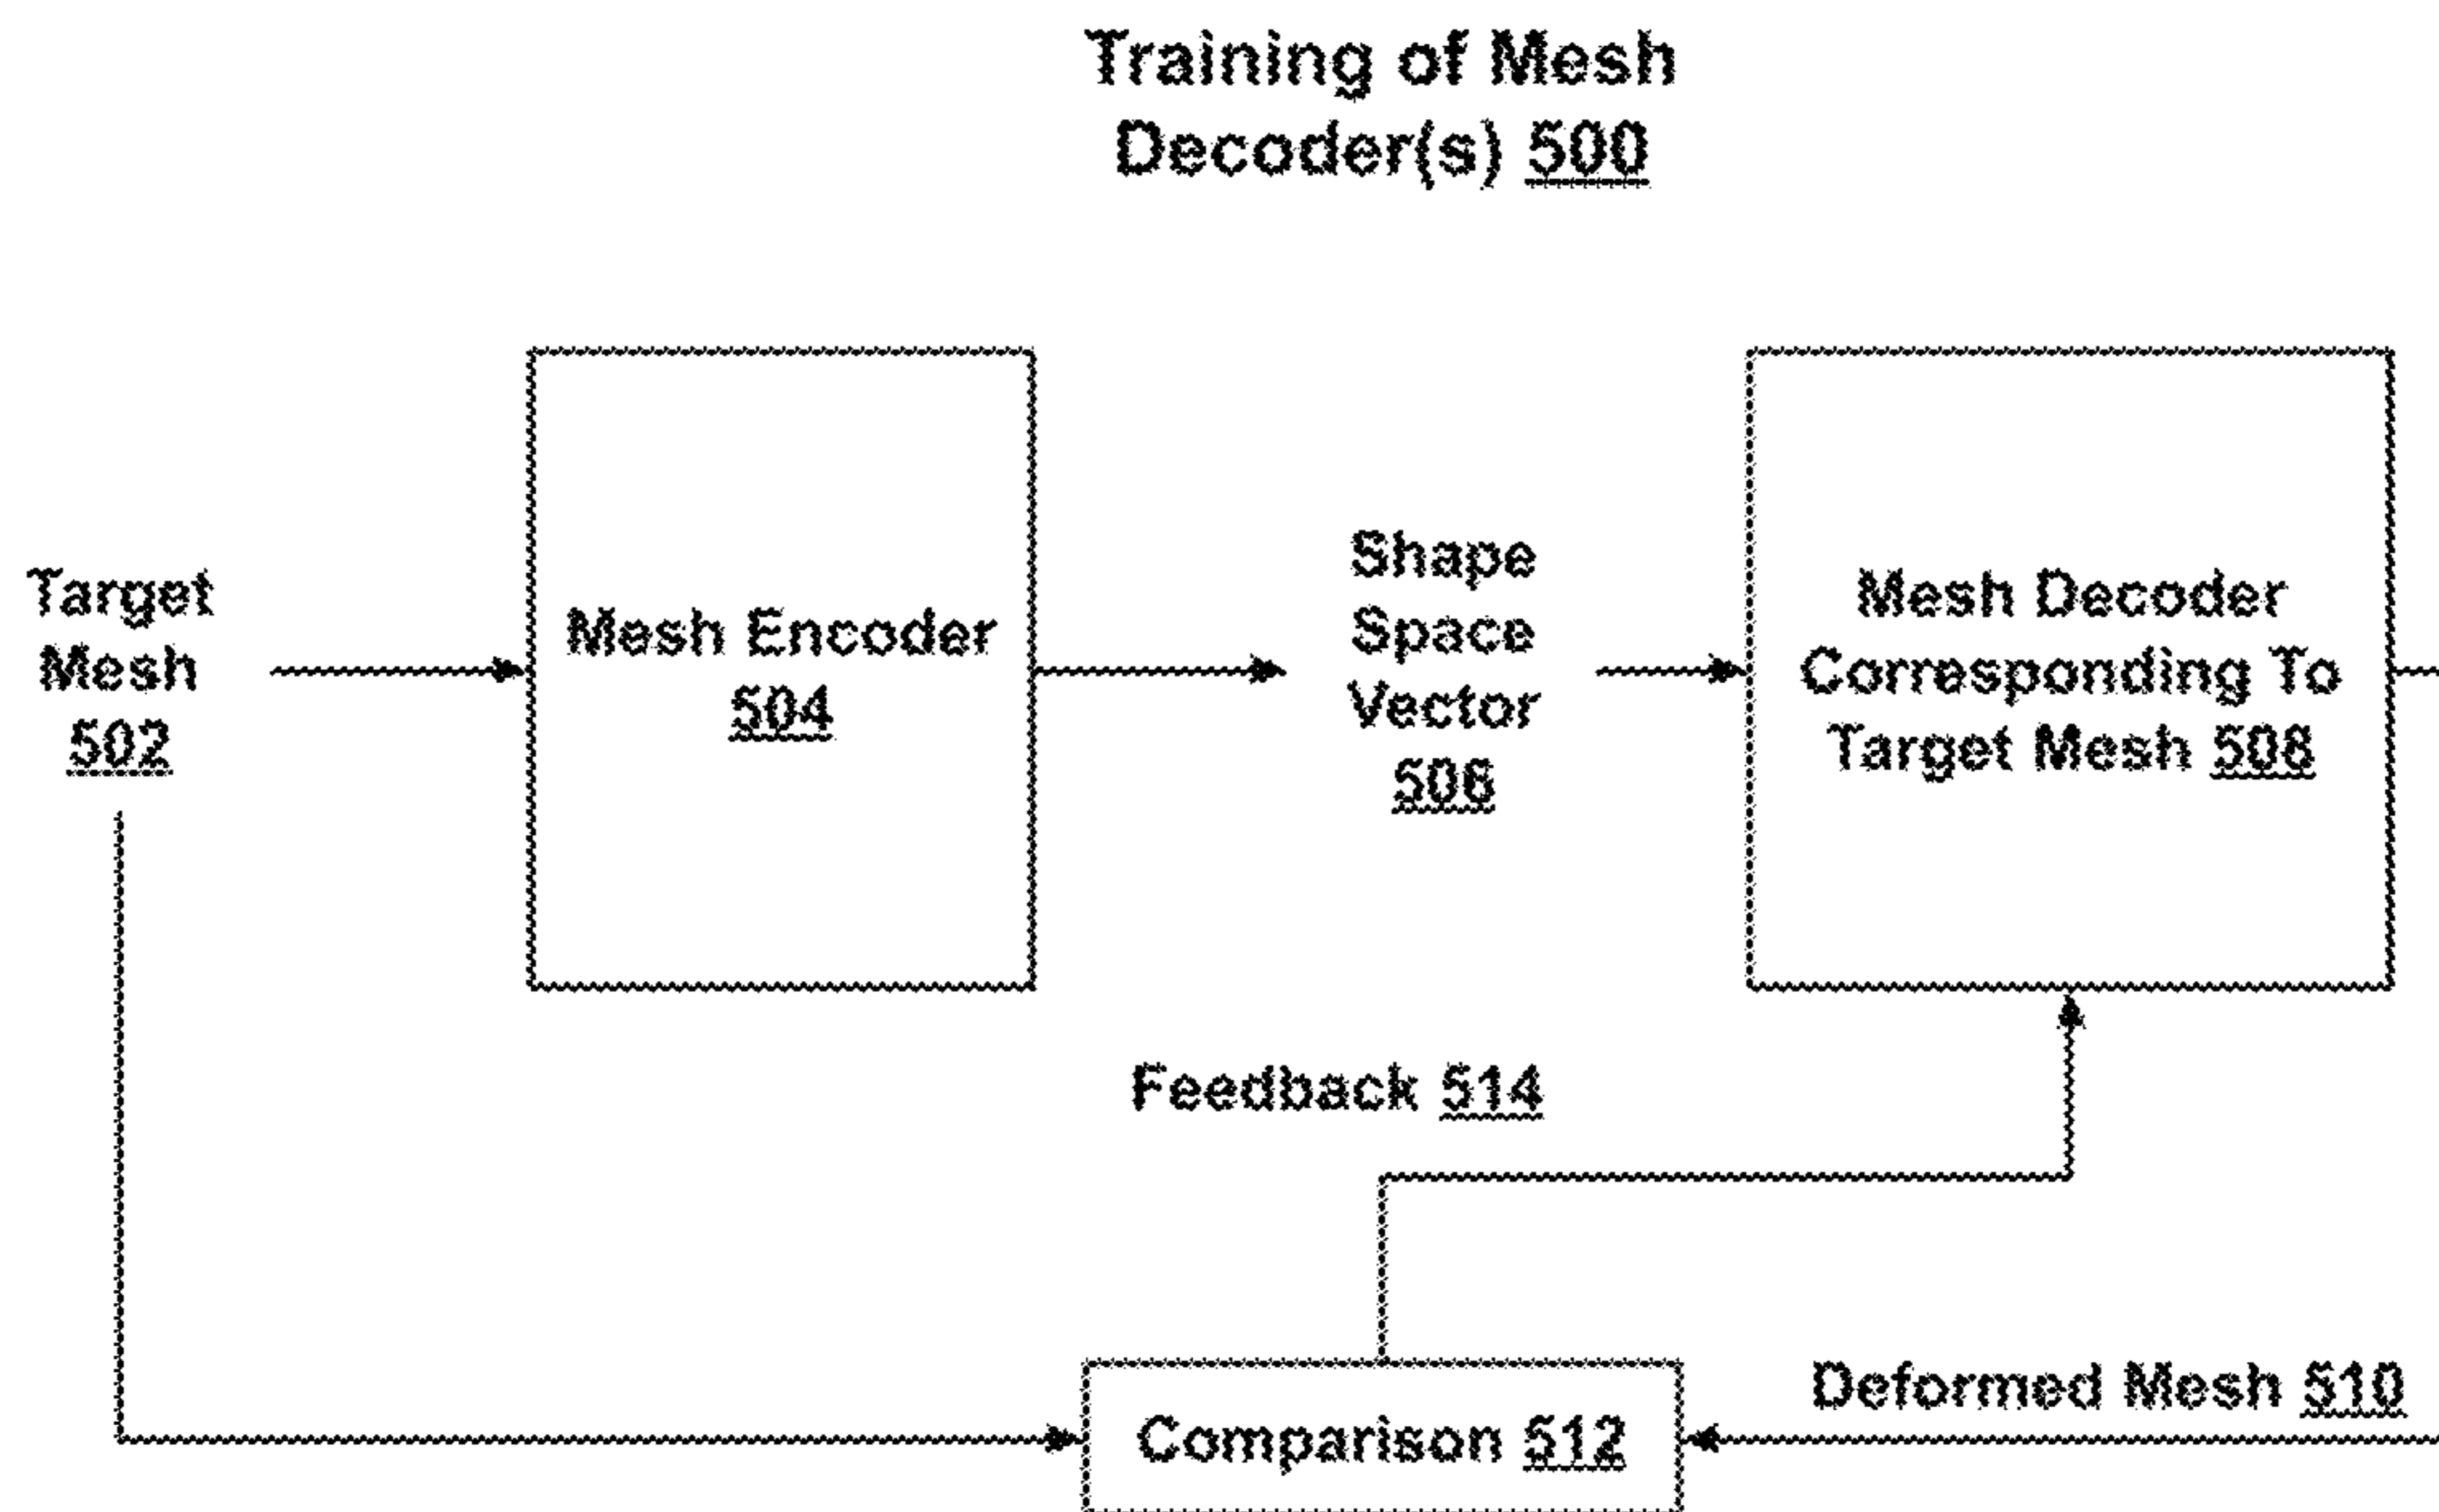 Training of Mesh
Decoder(s) 500
Target
Mesh
502
Mesh Encoder
504
Shape
Space
Vector
506
Mesh Decoder
Corresponding To
Target Mesh 508
Feedback 514
Deformed Mesh 510
Comparison 512